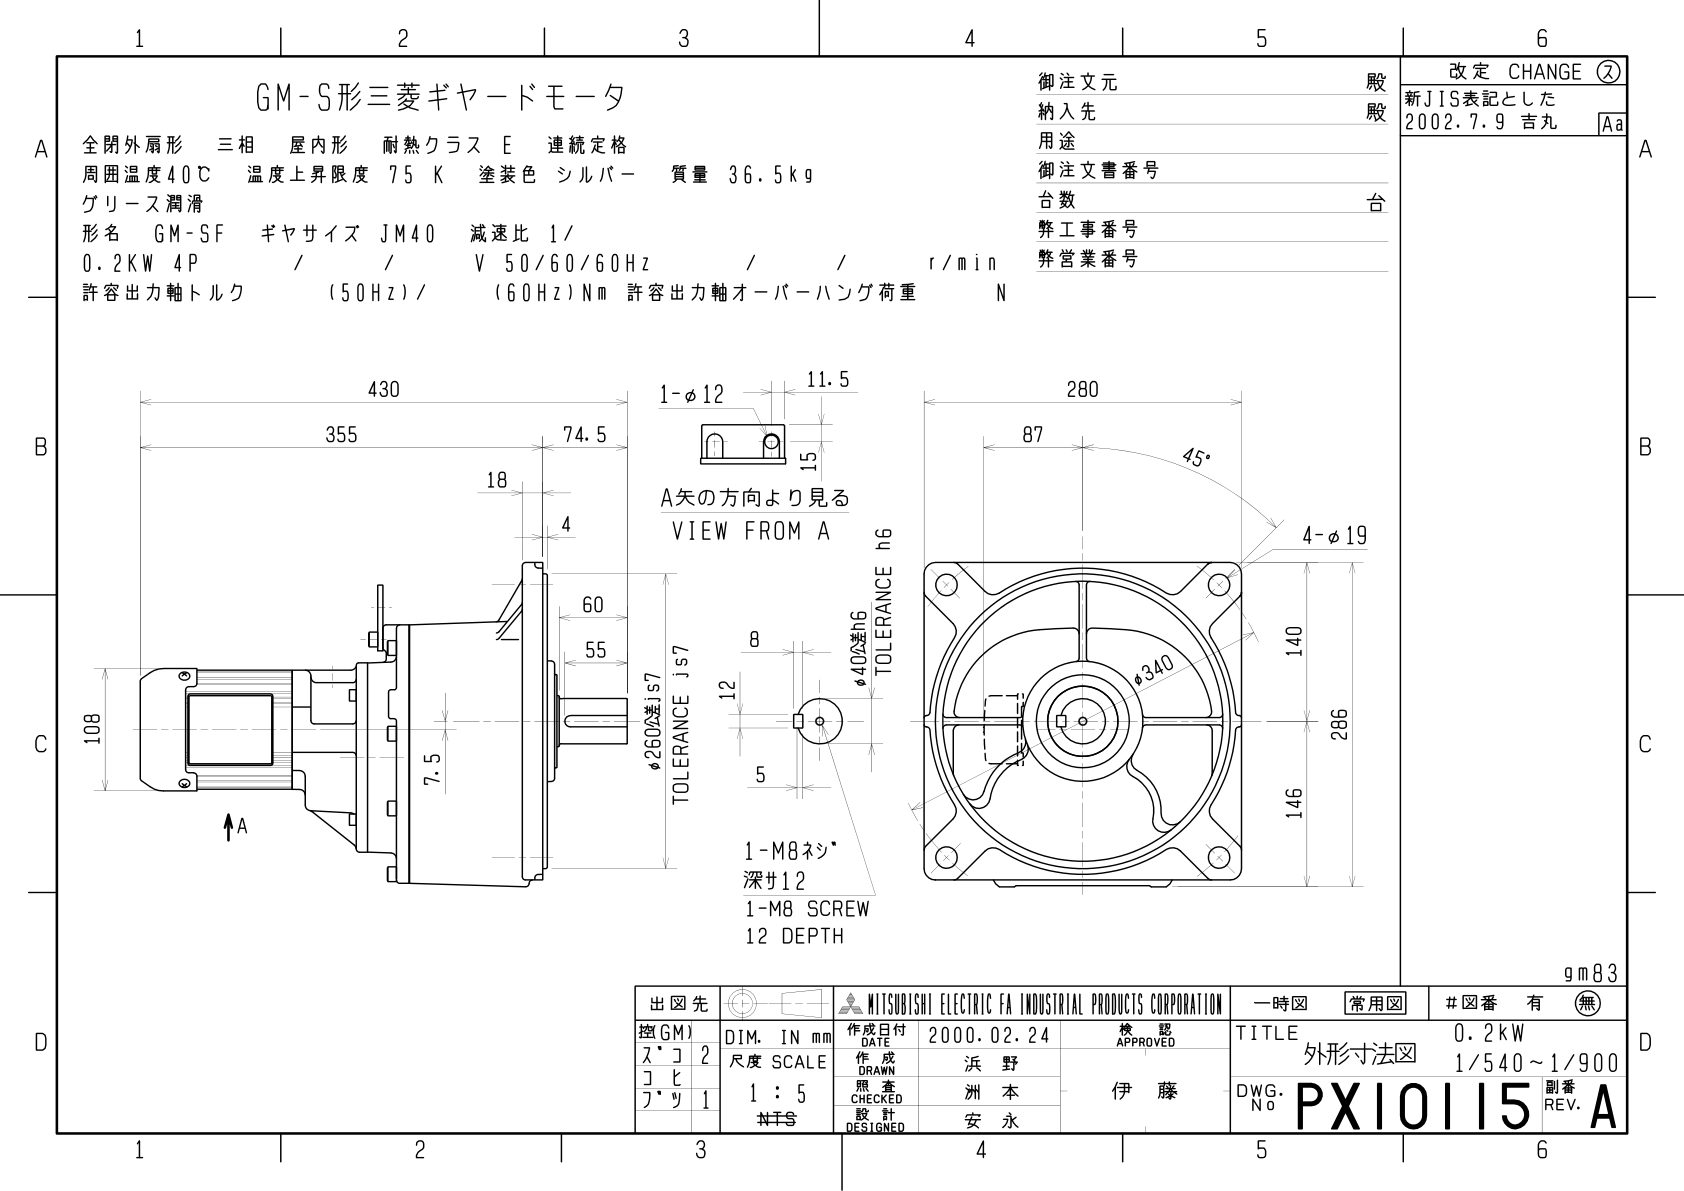 1 2 3 4 5 6
GM-S形三菱ギヤードモータ
全閉外扇形 三相 屋内形 耐熱クラス E 連続定格
周囲温度40℃ 温度上昇限度 75 K 塗装色 シルバー 質量 36.5kg
グリース潤滑
形名 GM-SF ギヤサイズ JM40 減速比 1/
0.2KW 4P / / V 50/60/60Hz / / r/min
許容出力軸トルク (50Hz)/ (60Hz)Nm 許容出力軸オーバーハング荷重 N
御注文元 殿
納入先 殿
用途
御注文書番号
台数 台
弊工事番号
弊営業番号
改定 CHANGE ス
新JIS表記とした
2002.7.9 吉丸 Aa
A A
B B
C C
D D
430
355 74.5
18
4
60
55
108
7.5
A
φ260公差js7
TOLERANCE js7
1-φ12 11.5
15
A矢の方向より見る
VIEW FROM A
8
12
5
φ40公差h6
TOLERANCE h6
1-M8ネジ
深サ12
1-M8 SCREW
12 DEPTH
280
87
45°
4-φ19
φ340
140
146
286
gm83
出図先
控(GM)
ズコ 2
コヒ
ブツ 1
DIM. IN mm
尺度 SCALE
1 : 5
NTS
MITSUBISHI ELECTRIC FA INDUSTRIAL PRODUCTS CORPORATION
作成日付 DATE 2000.02.24
作成 DRAWN 浜野
照査 CHECKED 洲本
設計 DESIGNED 安永
検認 APPROVED
伊藤
一時図 常用図 #図番 有 無
TITLE 外形寸法図
0.2kW
1/540~1/900
DWG. No PX10115 副番 REV. A
1 2 3 4 5 6